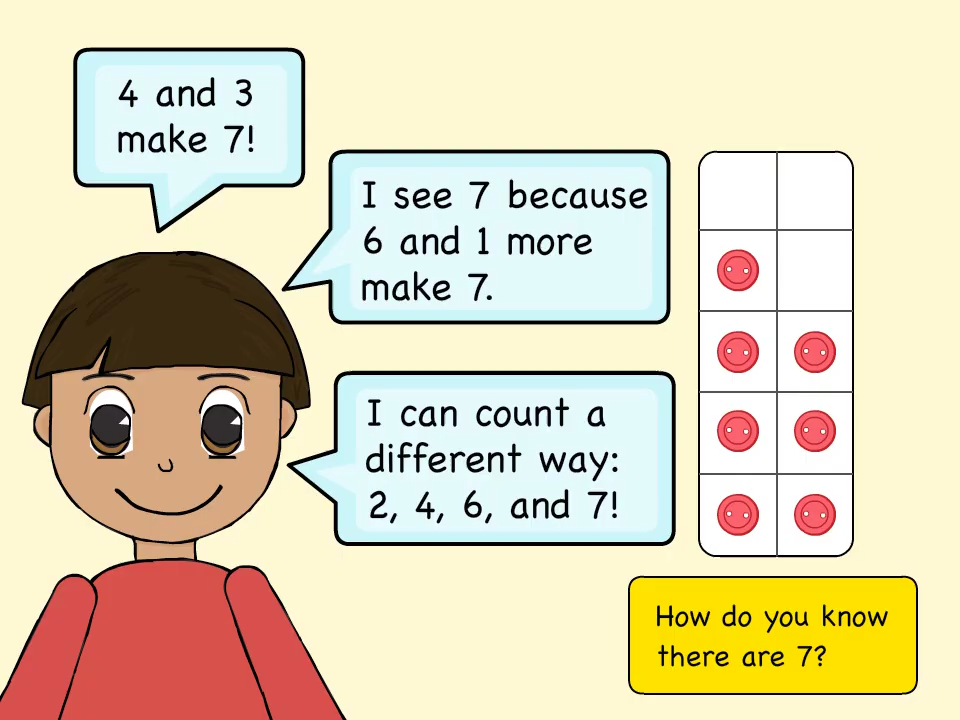 4 and 3
make 7!
I see 7 because
6 and 1 more
make 7.
I can count a
different way:
2, 4, 6, and 7!
How do you know
there are 7?